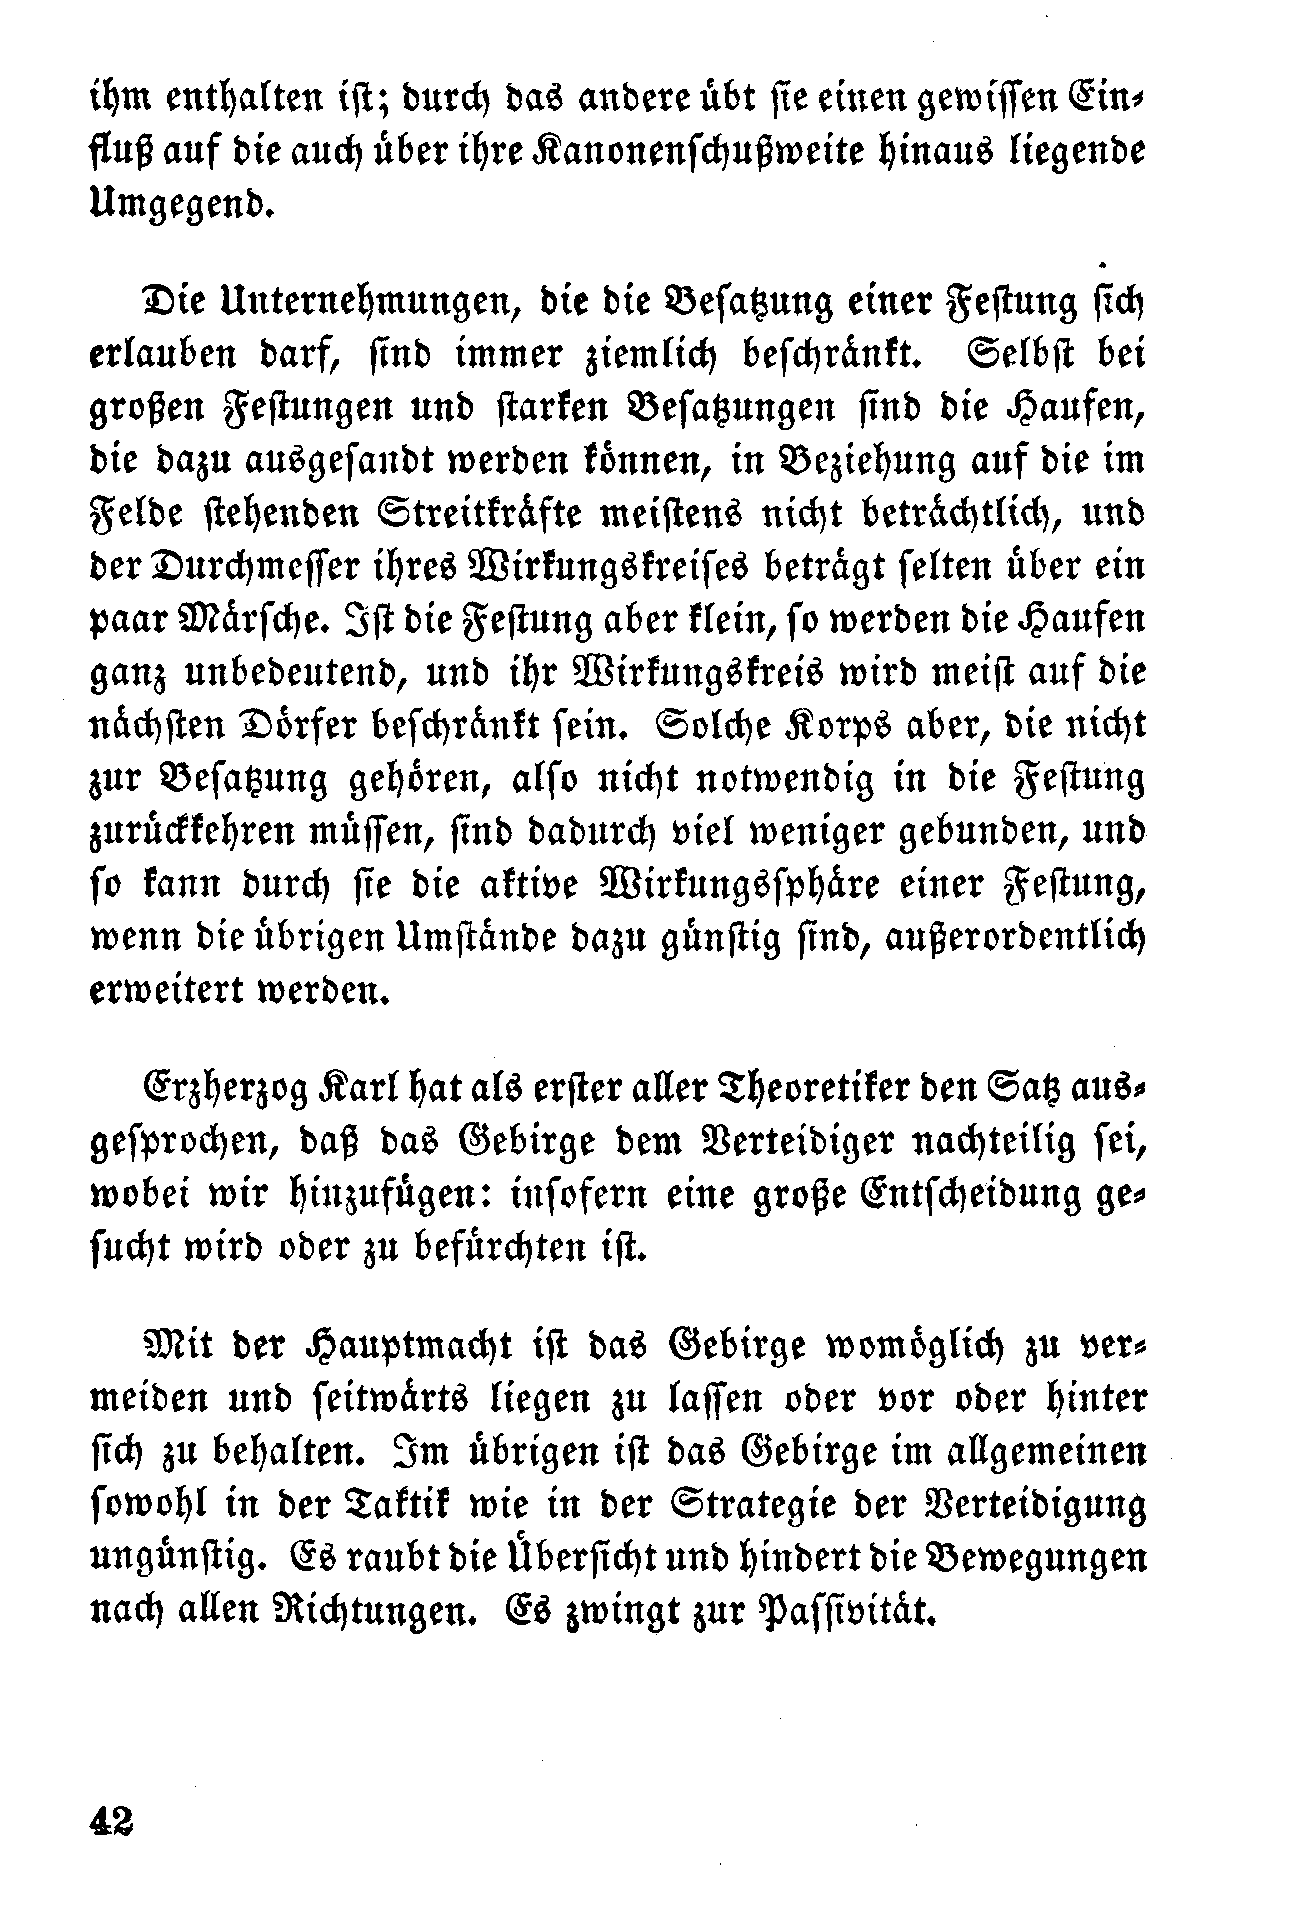 ihm enthalten ist; durch das andere übt sie einen gewissen Ein-
fluß auf die auch über ihre Kanonenschußweite hinaus liegende
Umgegend.
Die Unternehmungen, die die Besatzung einer Festung sich
erlauben darf, sind immer ziemlich beschränkt. Selbst bei
großen Festungen und starken Besatzungen sind die Haufen,
die dazu ausgesandt werden können, in Beziehung auf die im
Felde stehenden Streitkräfte meistens nicht beträchtlich, und
der Durchmesser ihres Wirkungskreises beträgt selten über ein
paar Märsche. Ist die Festung aber klein, so werden die Haufen
ganz unbedeutend, und ihr Wirkungskreis wird meist auf die
nächsten Dörfer beschränkt sein. Solche Korps aber, die nicht
zur Besatzung gehören, also nicht notwendig in die Festung
zurückkehren müssen, sind dadurch viel weniger gebunden, und
so kann durch sie die aktive Wirkungssphäre einer Festung,
wenn die übrigen Umstände dazu günstig sind, außerordentlich
erweitert werden.
Erzherzog Karl hat als erster aller Theoretiker den Satz aus-
gesprochen, daß das Gebirge dem Verteidiger nachteilig sei,
wobei wir hinzufügen: insofern eine große Entscheidung ge-
sucht wird oder zu befürchten ist.
Mit der Hauptmacht ist das Gebirge womöglich zu ver-
meiden und seitwärts liegen zu lassen oder vor oder hinter
sich zu behalten. Im übrigen ist das Gebirge im allgemeinen
sowohl in der Taktik wie in der Strategie der Verteidigung
ungünstig. Es raubt die Übersicht und hindert die Bewegungen
nach allen Richtungen. Es zwingt zur Passivität.
42